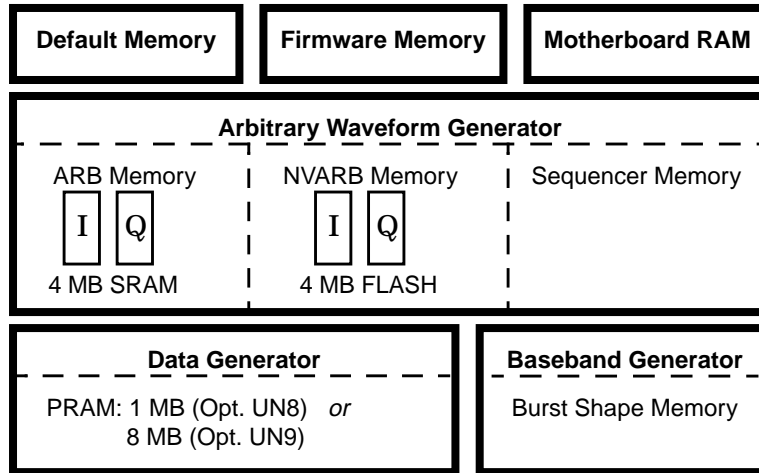 Default Memory
Firmware Memory
Motherboard RAM
Arbitrary Waveform Generator
ARB Memory
I Q
4 MB SRAM
NVARB Memory
I Q
4 MB FLASH
Sequencer Memory
Data Generator
PRAM: 1 MB (Opt. UN8) or
8 MB (Opt. UN9)
Baseband Generator
Burst Shape Memory